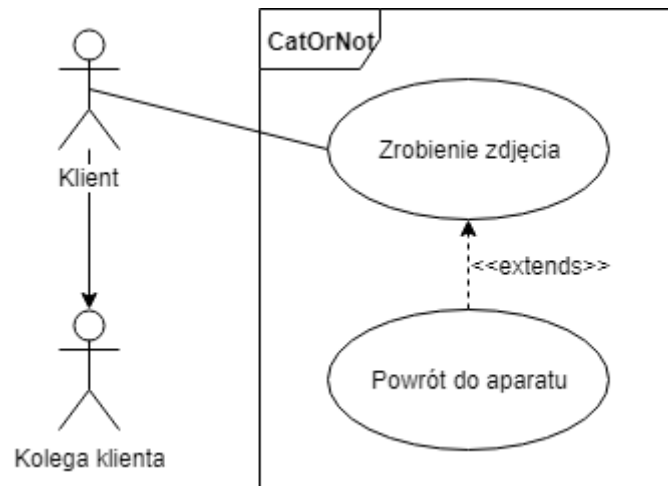 CatOrNot
Zrobienie zdjęcia
Klient
<<extends>>
Powrót do aparatu
Kolega klienta